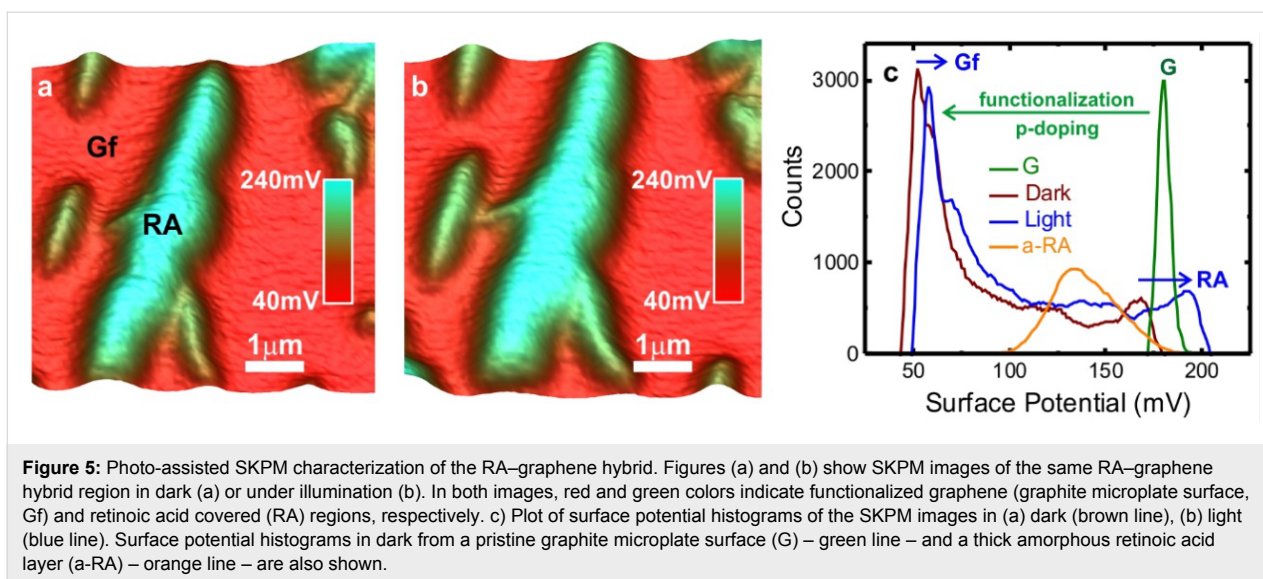 a
Gf
RA
240mV
40mV
1μm
b
240mV
40mV
1μm
c
Gf
G
functionalization
p-doping
G
Dark
Light
a-RA
RA
3000
2000
1000
0
Counts
50 100 150 200
Surface Potential (mV)
Figure 5: Photo-assisted SKPM characterization of the RA–graphene hybrid. Figures (a) and (b) show SKPM images of the same RA–graphene
hybrid region in dark (a) or under illumination (b). In both images, red and green colors indicate functionalized graphene (graphite microplate surface,
Gf) and retinoic acid covered (RA) regions, respectively. c) Plot of surface potential histograms of the SKPM images in (a) dark (brown line), (b) light
(blue line). Surface potential histograms in dark from a pristine graphite microplate surface (G) – green line – and a thick amorphous retinoic acid
layer (a-RA) – orange line – are also shown.